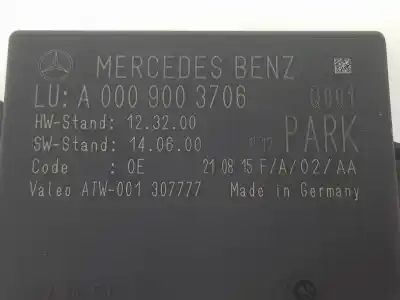 MERCEDES BENZ
LU: A 000 900 3706 Q001
HW-Stand: 12.32.00
SW-Stand: 14.06.00 PARK
Code : 0E 21 08 15 F/A/02/AA
Valeo ATW-001 307777 Made in Germany